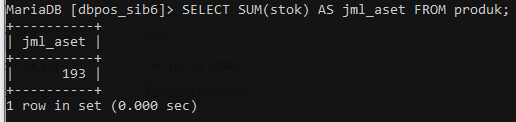 MariaDB [dbpos_sib6]> SELECT SUM(stok) AS jml_aset FROM produk;
+----------+
| jml_aset |
+----------+
|      193 |
+----------+
1 row in set (0.000 sec)